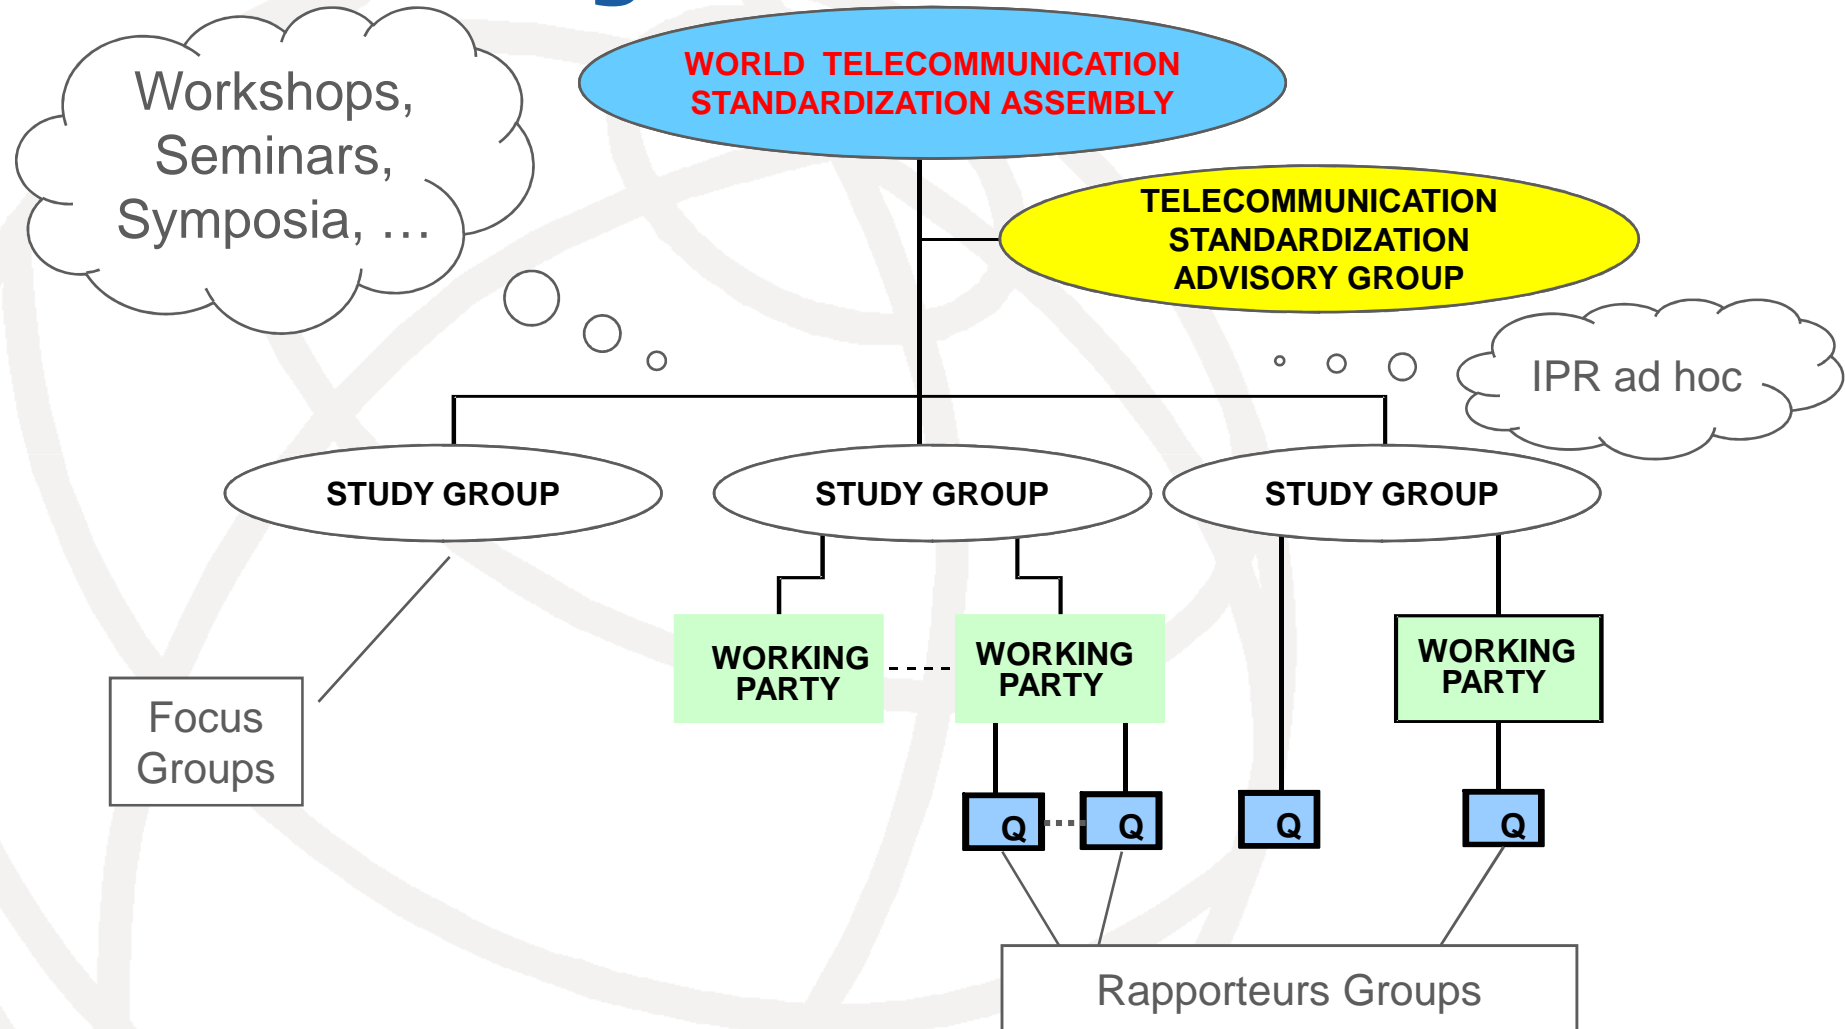 WORLD TELECOMMUNICATION
STANDARDIZATION ASSEMBLY
Workshops,
Seminars,
Symposia, …
TELECOMMUNICATION
STANDARDIZATION
ADVISORY GROUP
IPR ad hoc
STUDY GROUP
STUDY GROUP
STUDY GROUP
WORKING
PARTY
WORKING
PARTY
WORKING
PARTY
Focus
Groups
Q
Q
Q
Q
Rapporteurs Groups